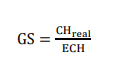 GS = CH_real / ECH